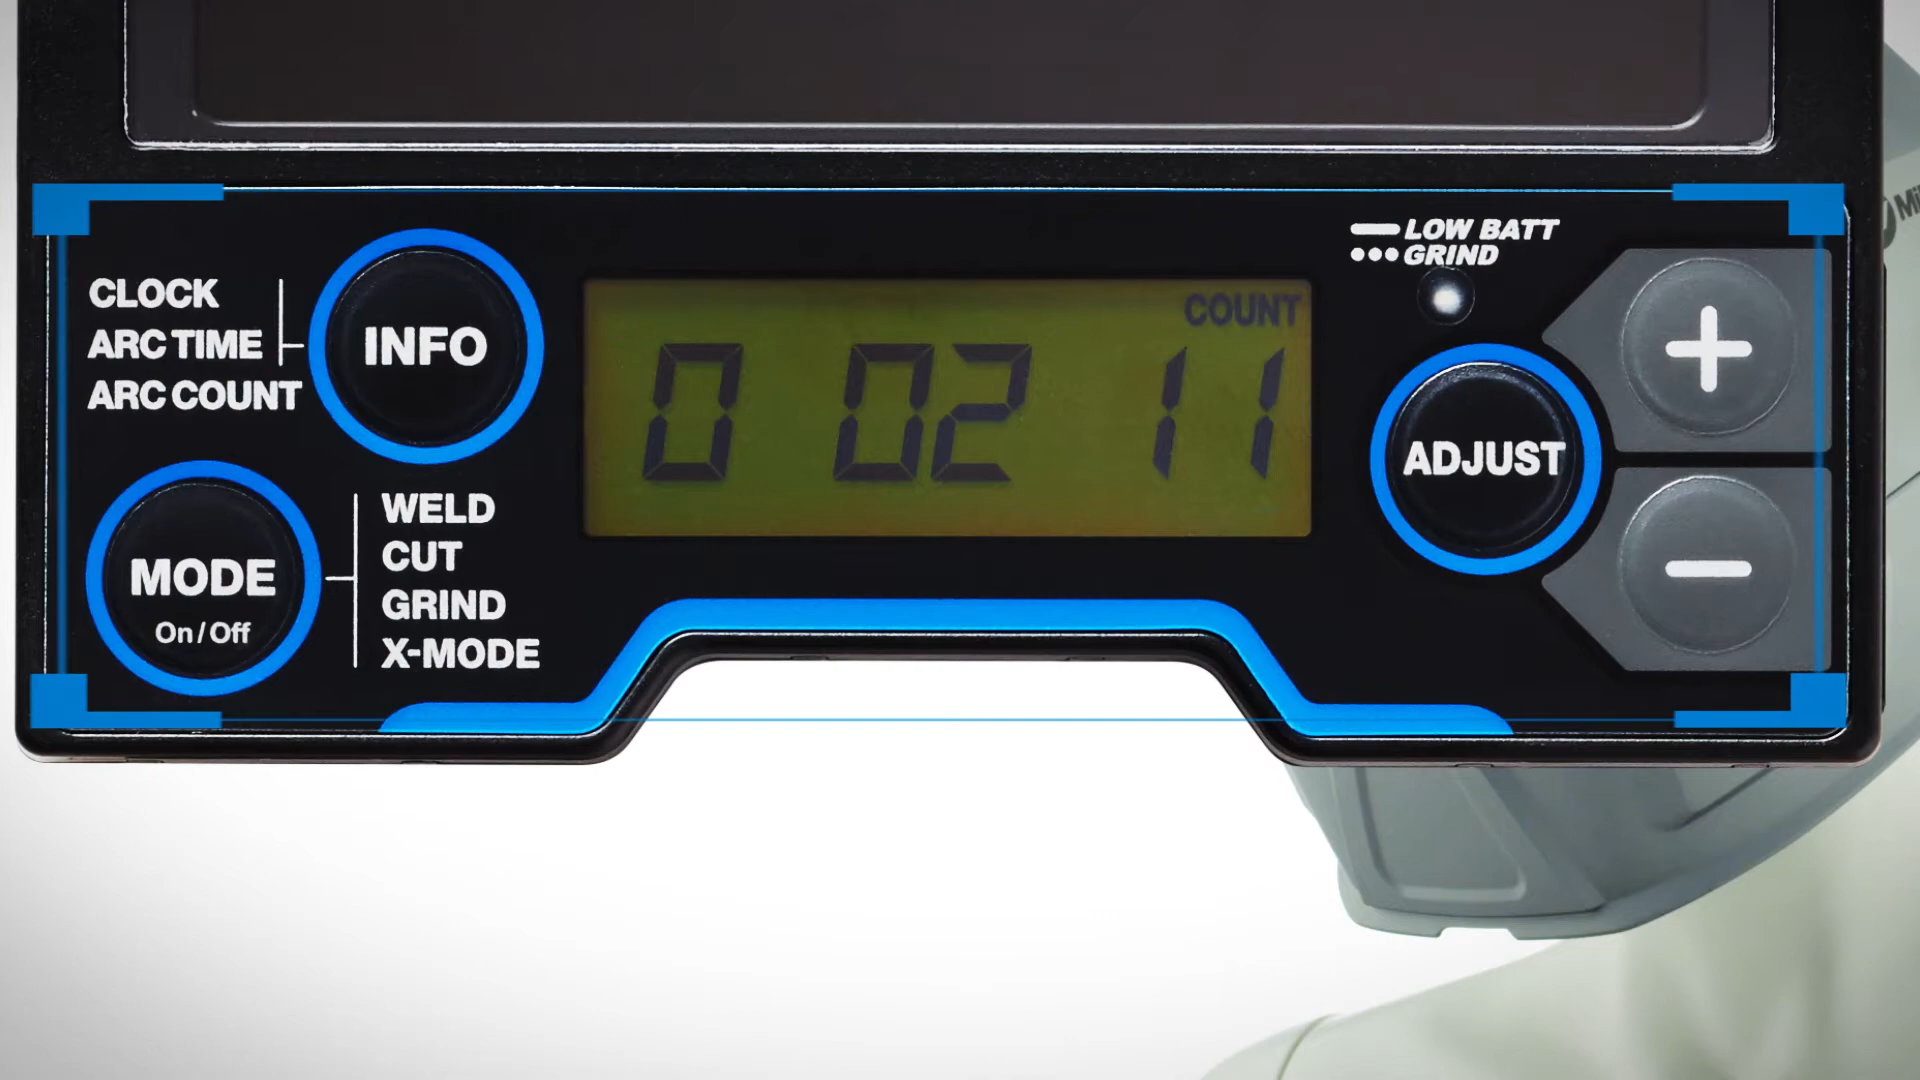 LOW BATT
GRIND
CLOCK
ARC TIME
ARC COUNT
INFO
COUNT
0 02 11
ADJUST
+
−
MODE
On/Off
WELD
CUT
GRIND
X-MODE